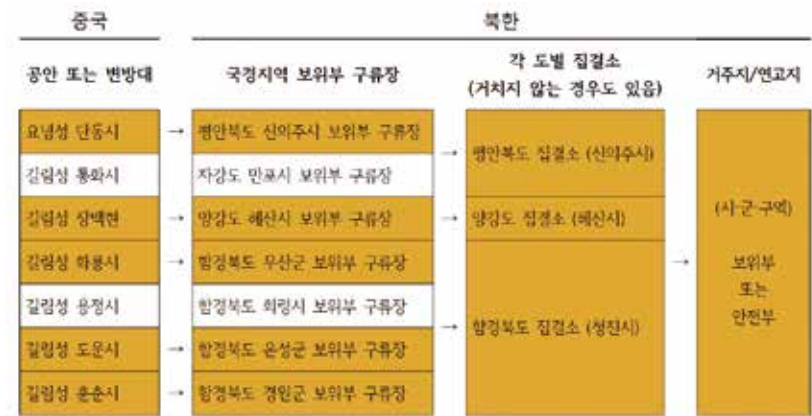 중국
북한
공안 또는 변방대
국경지역 보위부 구류장
각 도별 집결소
(거치지 않는 경우도 있음)
거주지/연고지
요녕성 단동시 → 평안북도 신의주시 보위부 구류장
길림성 통화시
자강도 만포시 보위부 구류장
→ 평안북도 집결소 (신의주시)
길림성 장백현 → 양강도 혜산시 보위부 구류장
→ 양강도 집결소 (혜산시)
길림성 화룡시 → 함경북도 무산군 보위부 구류장
길림성 용정시
함경북도 회령시 보위부 구류장
길림성 도문시 → 함경북도 온성군 보위부 구류장
길림성 훈춘시 → 함경북도 경원군 보위부 구류장
→ 함경북도 집결소 (청진시)
→
(시·군·구역)
보위부
또는
안전부